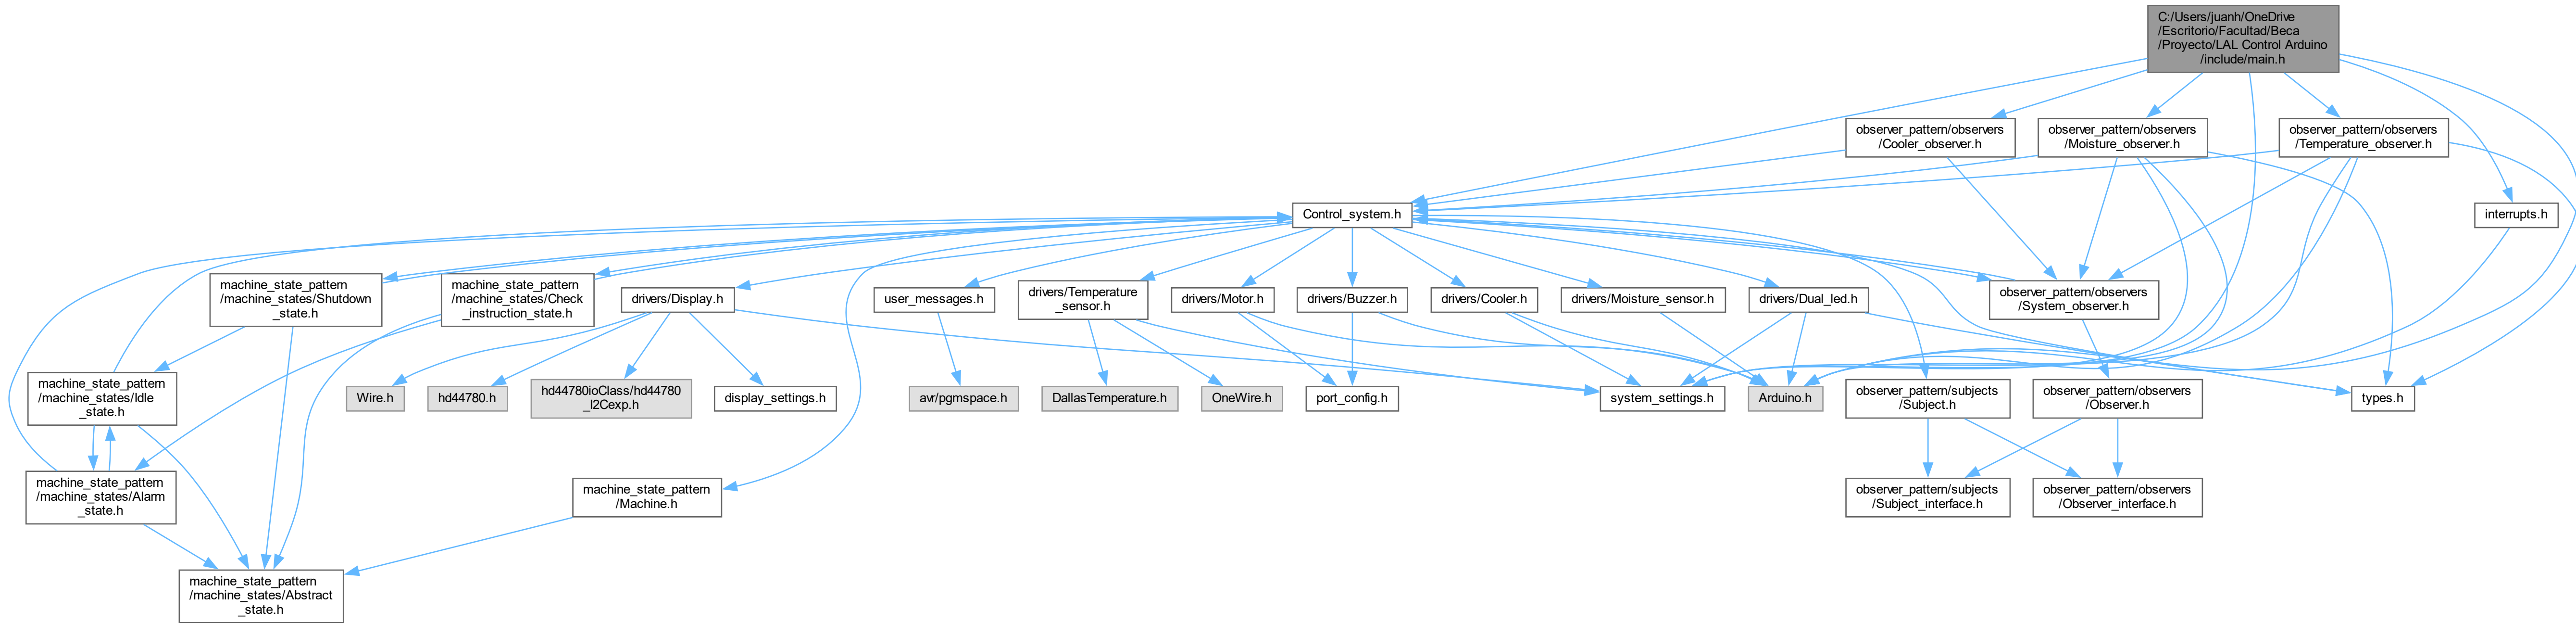 C:/Users/juanh/OneDrive
/Escritorio/Facultad/Beca
/Proyecto/LAL Control Arduino
/include/main.h
observer_pattern/observers
/Cooler_observer.h
observer_pattern/observers
/Moisture_observer.h
observer_pattern/observers
/Temperature_observer.h
Control_system.h
interrupts.h
machine_state_pattern
/machine_states/Shutdown
_state.h
machine_state_pattern
/machine_states/Check
_instruction_state.h
drivers/Display.h
user_messages.h
drivers/Temperature
_sensor.h
drivers/Motor.h
drivers/Buzzer.h
drivers/Cooler.h
drivers/Moisture_sensor.h
drivers/Dual_led.h
observer_pattern/observers
/System_observer.h
machine_state_pattern
/machine_states/Idle
_state.h
Wire.h
hd44780.h
hd44780ioClass/hd44780
_I2Cexp.h
display_settings.h
avr/pgmspace.h
DallasTemperature.h
OneWire.h
port_config.h
system_settings.h
Arduino.h
observer_pattern/subjects
/Subject.h
observer_pattern/observers
/Observer.h
types.h
machine_state_pattern
/machine_states/Alarm
_state.h
machine_state_pattern
/Machine.h
observer_pattern/subjects
/Subject_interface.h
observer_pattern/observers
/Observer_interface.h
machine_state_pattern
/machine_states/Abstract
_state.h